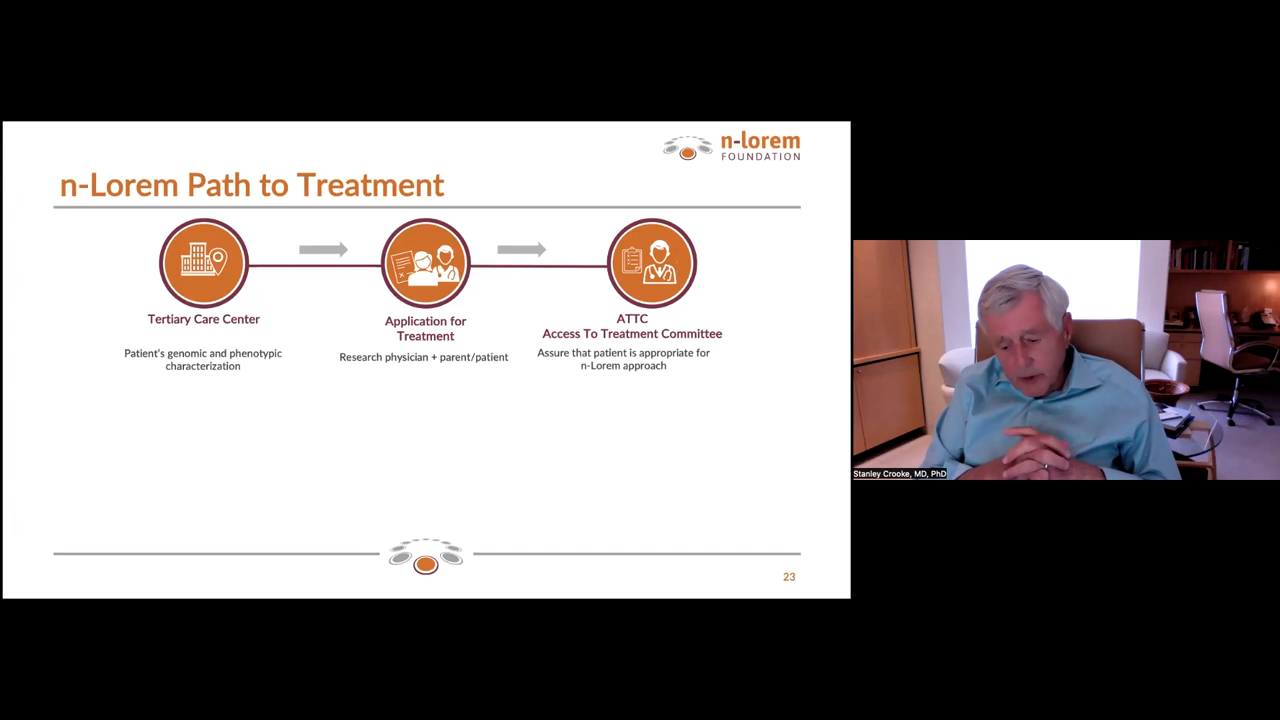 n-lorem
FOUNDATION
n-Lorem Path to Treatment
Tertiary Care Center
Patient's genomic and phenotypic
characterization
Application for
Treatment
Research physician + parent/patient
ATTC
Access To Treatment Committee
Assure that patient is appropriate for
n-Lorem approach
23
Stanley Crooke, MD, PhD